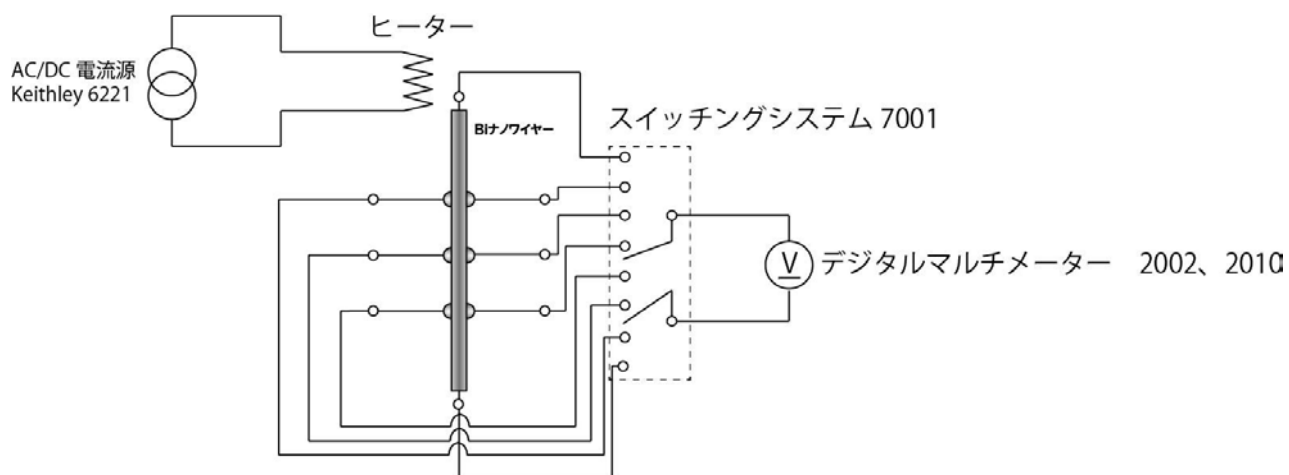 ヒーター
AC/DC 電流源
Keithley 6221
BIナノワイヤー
スイッチングシステム 7001
V
デジタルマルチメーター 2002、2010